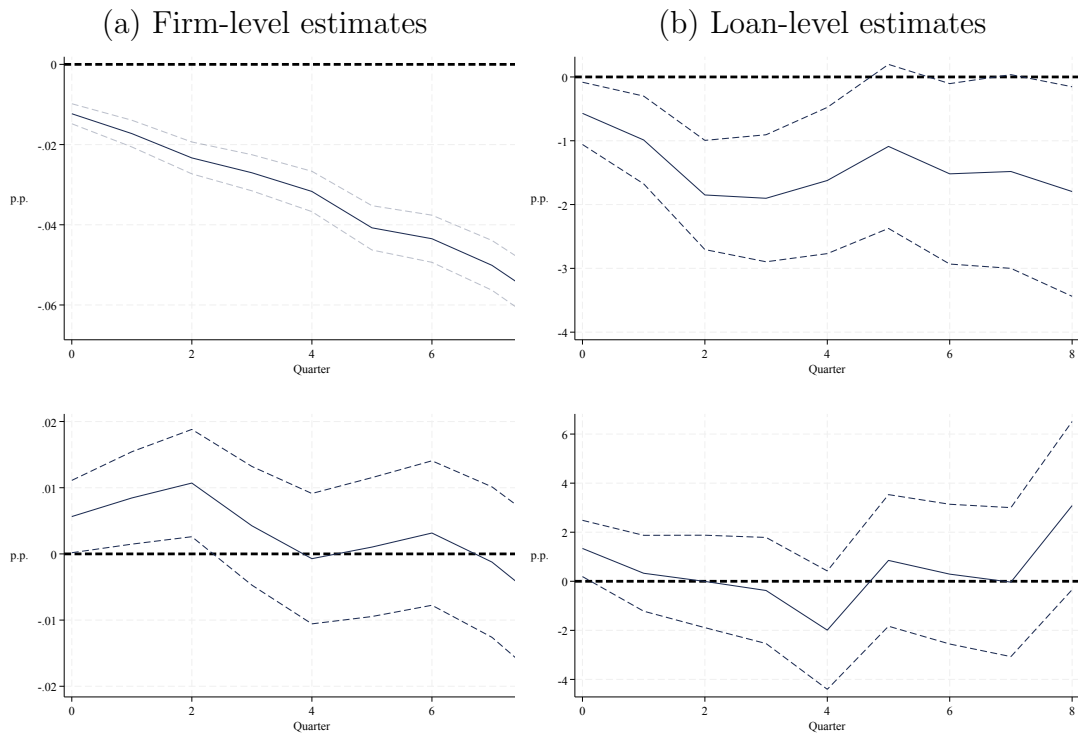 (a) Firm-level estimates
(b) Loan-level estimates
0
-.02
-.04
-.06
p.p.
0 2 4 6
Quarter
0
-1
-2
-3
-4
p.p.
0 2 4 6 8
Quarter
.02
.01
0
-.01
-.02
p.p.
0 2 4 6
Quarter
6
4
2
0
-2
-4
p.p.
0 2 4 6 8
Quarter